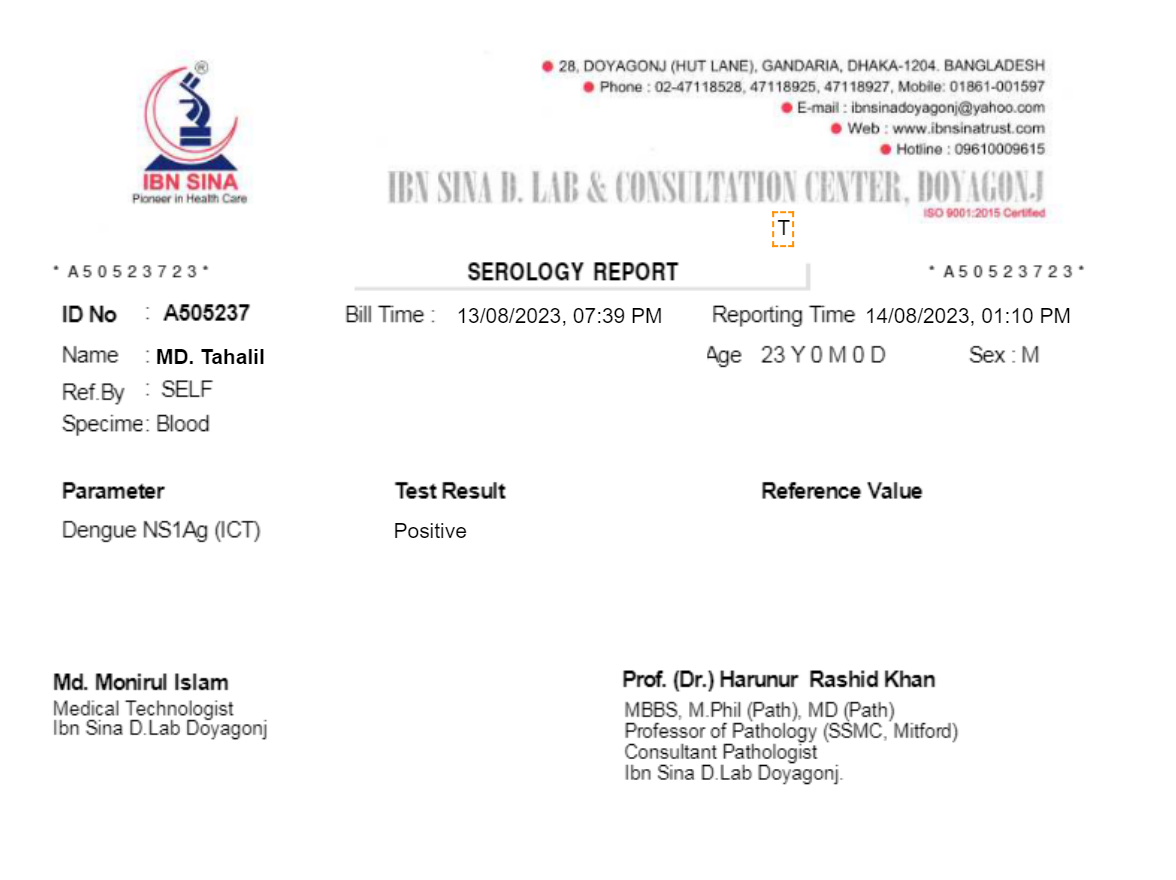 28, DOYAGONJ (HUT LANE), GANDARIA, DHAKA-1204. BANGLADESH
Phone : 02-47118528, 47118925, 47118927, Mobile: 01861-001597
E-mail : ibnsinadoyagonj@yahoo.com
Web : www.ibnsinatrust.com
Hotline : 09610009615
®
IBN SINA
Pioneer in Health Care
IBN SINA D. LAB & CONSULTATION CENTER, DOYAGONJ
ISO 9001:2015 Certified
T
* A50523723* SEROLOGY REPORT * A50523723*
ID No : A505237 Bill Time : 13/08/2023, 07:39 PM Reporting Time 14/08/2023, 01:10 PM
Name : MD. Tahalil Age 23 Y 0 M 0 D Sex : M
Ref.By : SELF
Specime: Blood
Parameter Test Result Reference Value
Dengue NS1Ag (ICT) Positive
Md. Monirul Islam
Medical Technologist
Ibn Sina D.Lab Doyagonj
Prof. (Dr.) Harunur Rashid Khan
MBBS, M.Phil (Path), MD (Path)
Professor of Pathology (SSMC, Mitford)
Consultant Pathologist
Ibn Sina D.Lab Doyagonj.